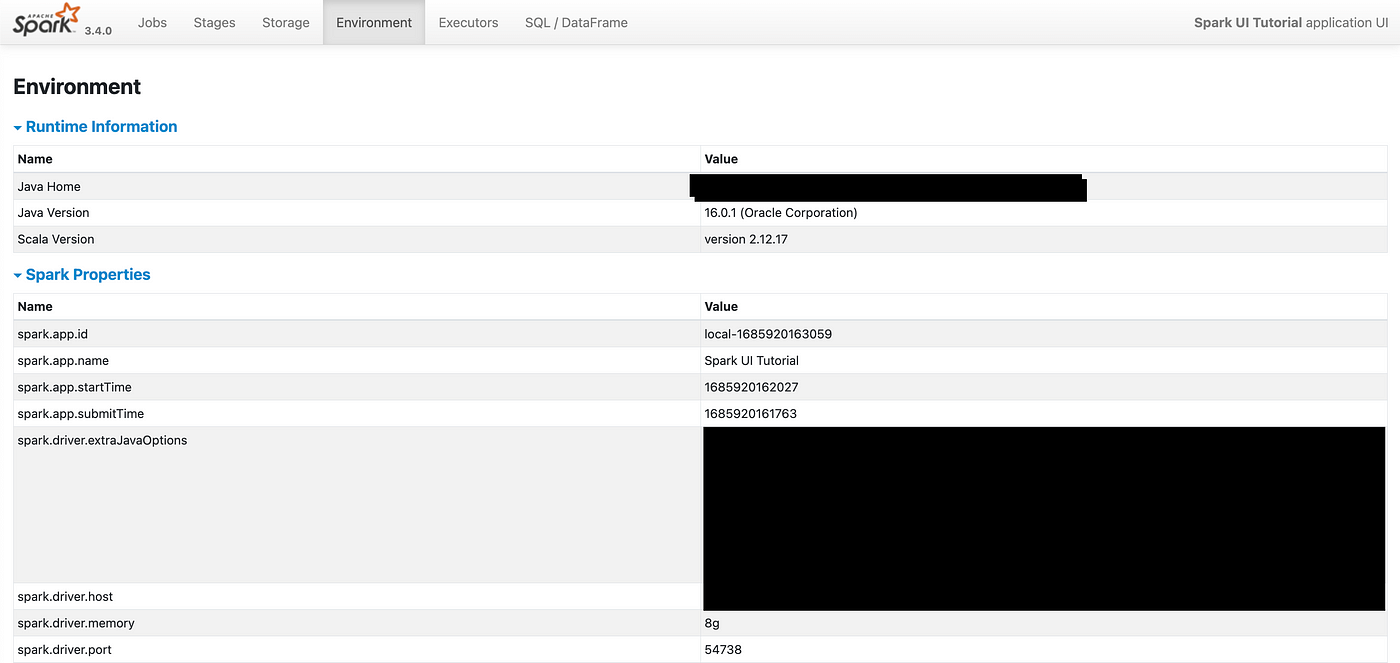 APACHE
Spark 3.4.0 Jobs Stages Storage Environment Executors SQL / DataFrame Spark UI Tutorial application UI
Environment
Runtime Information
Name Value
Java Home
Java Version 16.0.1 (Oracle Corporation)
Scala Version version 2.12.17
Spark Properties
Name Value
spark.app.id local-1685920163059
spark.app.name Spark UI Tutorial
spark.app.startTime 1685920162027
spark.app.submitTime 1685920161763
spark.driver.extraJavaOptions
spark.driver.host
spark.driver.memory 8g
spark.driver.port 54738